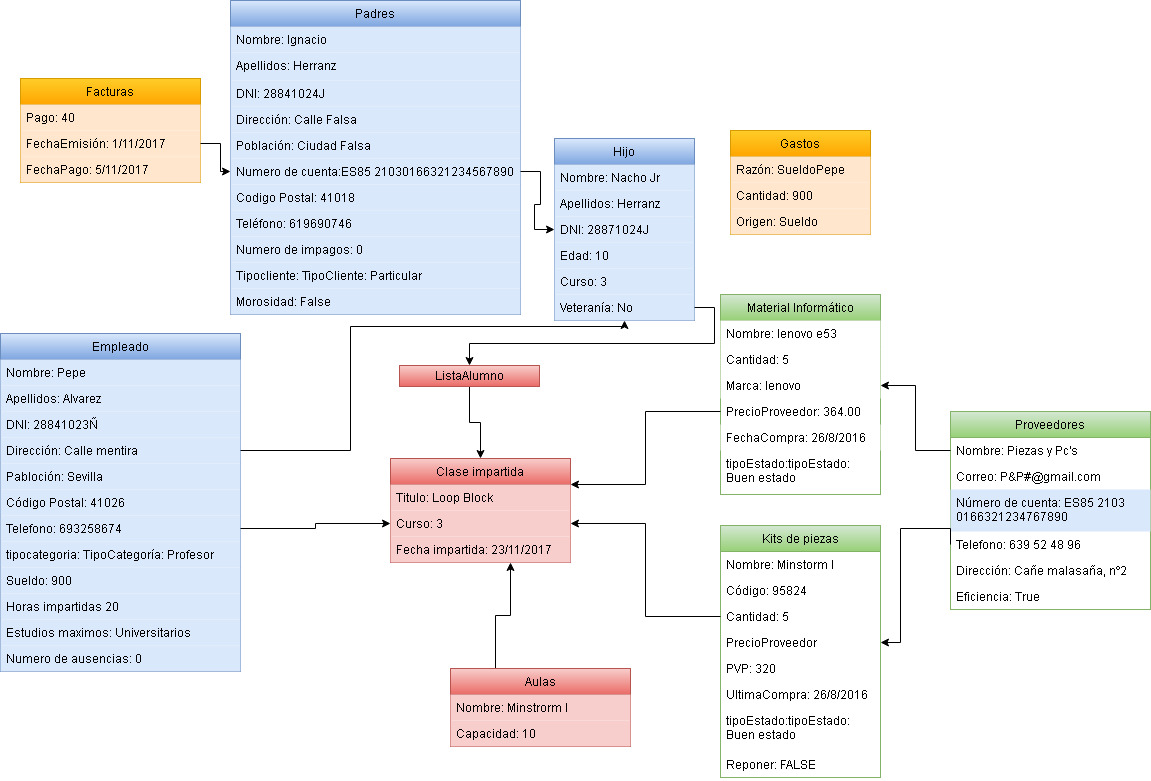 Padres
Nombre: Ignacio
Apellidos: Herranz
DNI: 28841024J
Dirección: Calle Falsa
Población: Ciudad Falsa
Numero de cuenta:ES85 21030166321234567890
Codigo Postal: 41018
Teléfono: 619690746
Numero de impagos: 0
Tipocliente: TipoCliente: Particular
Morosidad: False
Facturas
Pago: 40
FechaEmisión: 1/11/2017
FechaPago: 5/11/2017
Hijo
Nombre: Nacho Jr
Apellidos: Herranz
DNI: 28871024J
Edad: 10
Curso: 3
Veteranía: No
Gastos
Razón: SueldoPepe
Cantidad: 900
Origen: Sueldo
Empleado
Nombre: Pepe
Apellidos: Alvarez
DNI: 28841023Ñ
Dirección: Calle mentira
Pabloción: Sevilla
Código Postal: 41026
Telefono: 693258674
tipocategoria: TipoCategoría: Profesor
Sueldo: 900
Horas impartidas 20
Estudios maximos: Universitarios
Numero de ausencias: 0
ListaAlumno
Clase impartida
Titulo: Loop Block
Curso: 3
Fecha impartida: 23/11/2017
Aulas
Nombre: Minstrorm I
Capacidad: 10
Material Informático
Nombre: lenovo e53
Cantidad: 5
Marca: lenovo
PrecioProveedor: 364.00
FechaCompra: 26/8/2016
tipoEstado:tipoEstado:
Buen estado
Kits de piezas
Nombre: Minstorm I
Código: 95824
Cantidad: 5
PrecioProveedor
PVP: 320
UltimaCompra: 26/8/2016
tipoEstado:tipoEstado:
Buen estado
Reponer: FALSE
Proveedores
Nombre: Piezas y Pc's
Correo: P&P#@gmail.com
Número de cuenta: ES85 2103
0166321234767890
Telefono: 639 52 48 96
Dirección: Cañe malasaña, nº2
Eficiencia: True